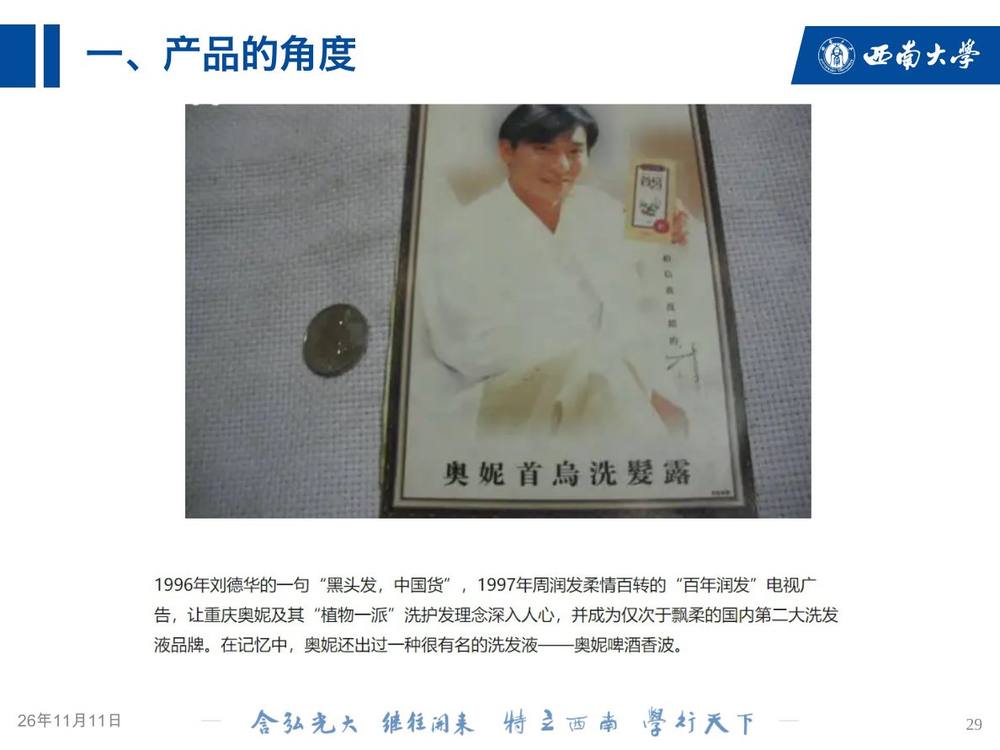 一、产品的角度
西南大学
相信我没错的
奥妮首烏洗髮露
1996年刘德华的一句“黑头发，中国货”，1997年周润发柔情百转的“百年润发”电视广
告，让重庆奥妮及其“植物一派”洗护发理念深入人心，并成为仅次于飘柔的国内第二大洗发
液品牌。在记忆中，奥妮还出过一种很有名的洗发液——奥妮啤酒香波。
26年11月11日
含弘光大 继往开来 特立西南 学行天下
29